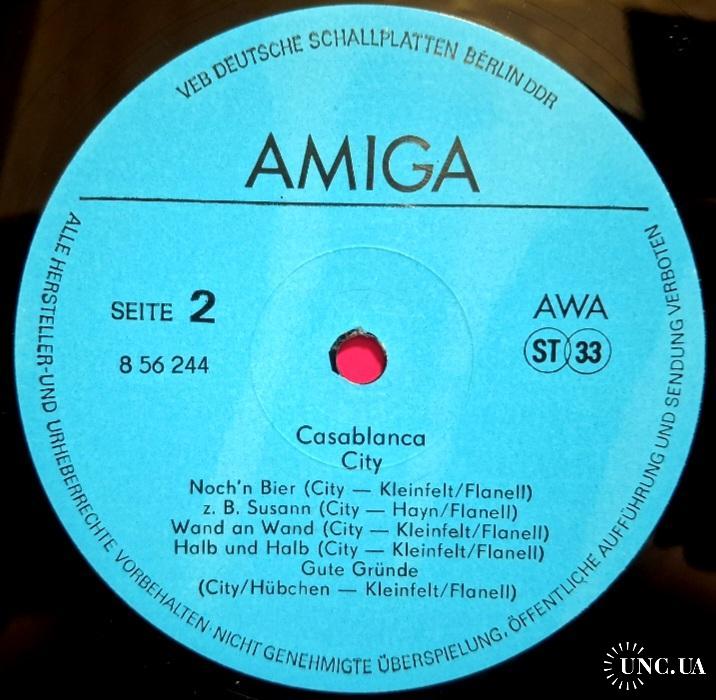 VEB DEUTSCHE SCHALLPLATTEN BERLIN DDR
AMIGA
SEITE 2
8 56 244
AWA
ST 33
Casablanca
City
Noch'n Bier (City — Kleinfelt/Flanell)
z. B. Susann (City — Hayn/Flanell)
Wand an Wand (City — Kleinfelt/Flanell)
Halb und Halb (City — Kleinfelt/Flanell)
Gute Gründe
(City/Hübchen — Kleinfelt/Flanell)
ALLE HERSTELLER-UND URHEBERRECHTE VORBEHALTEN· NICHT GENEHMIGTE ÜBERSPIELUNG, ÖFFENTLICHE AUFFÜHRUNG UND SENDUNG VERBOTEN
UNC.UA